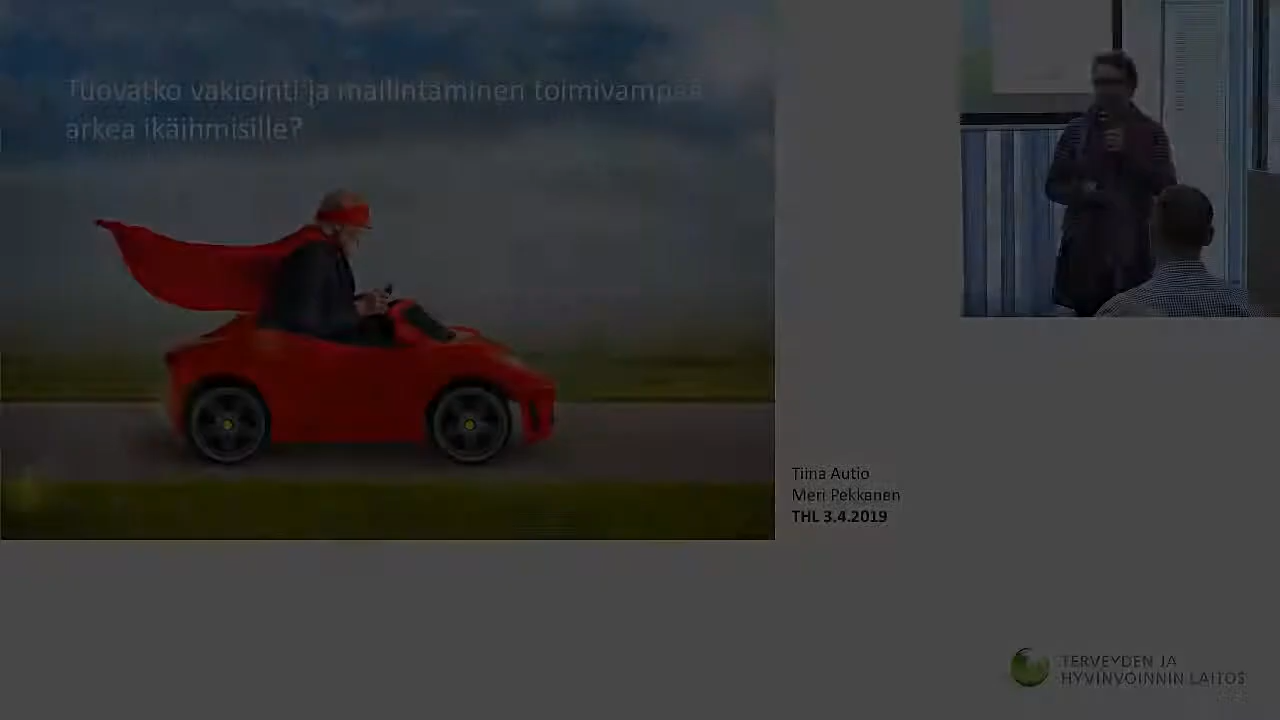 Tuovatko vakiointi ja mallintaminen toimivampaa
arkea ikäihmisille?
Tiina Autio
Meri Pekkanen
THL 3.4.2019
TERVEYDEN JA
HYVINVOINNIN LAITOS